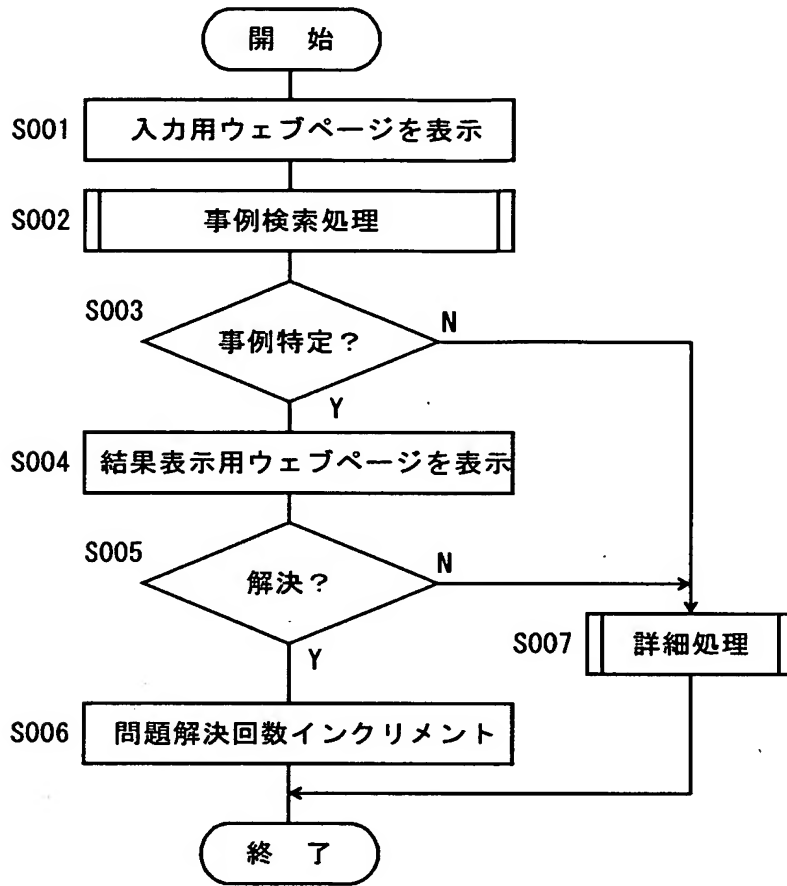 開 始
S001 入力用ウェブページを表示
S002 事例検索処理
S003 事例特定？ N
Y
S004 結果表示用ウェブページを表示
S005 解決？ N
Y
S007 詳細処理
S006 問題解決回数インクリメント
終 了